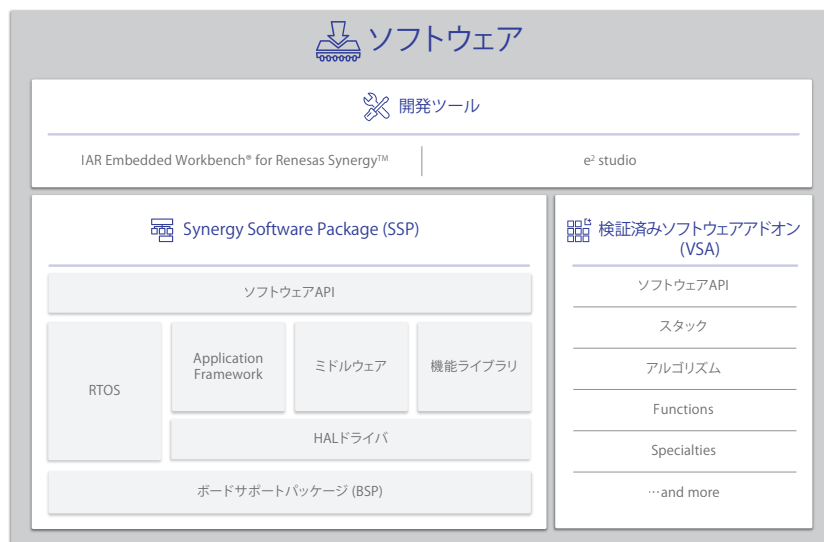 ソフトウェア
開発ツール
IAR Embedded Workbench® for Renesas Synergy™
e² studio
Synergy Software Package (SSP)
ソフトウェアAPI
RTOS
Application
Framework
ミドルウェア
機能ライブラリ
HALドライバ
ボードサポートパッケージ (BSP)
検証済みソフトウェアアドオン
(VSA)
ソフトウェアAPI
スタック
アルゴリズム
Functions
Specialties
…and more